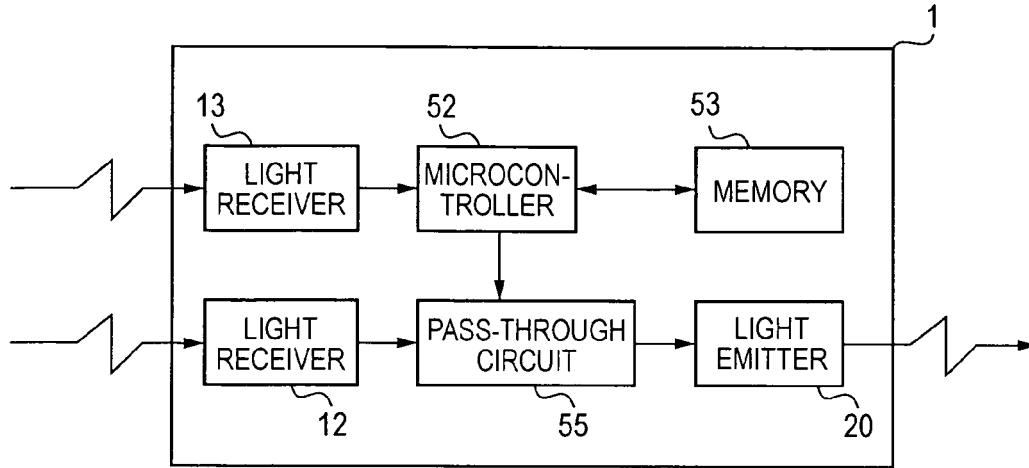 1
13
52
53
LIGHT
RECEIVER
MICROCON-
TROLLER
MEMORY
LIGHT
RECEIVER
PASS-THROUGH
CIRCUIT
LIGHT
EMITTER
12
55
20